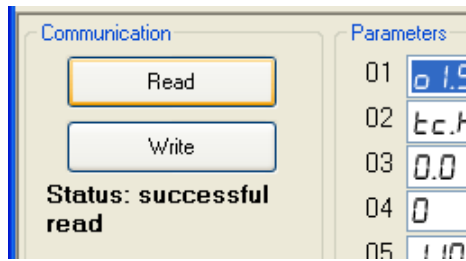 Communication
Read
Write
Status: successful
read
Parameters
01
02
03 0.0
04 0
05